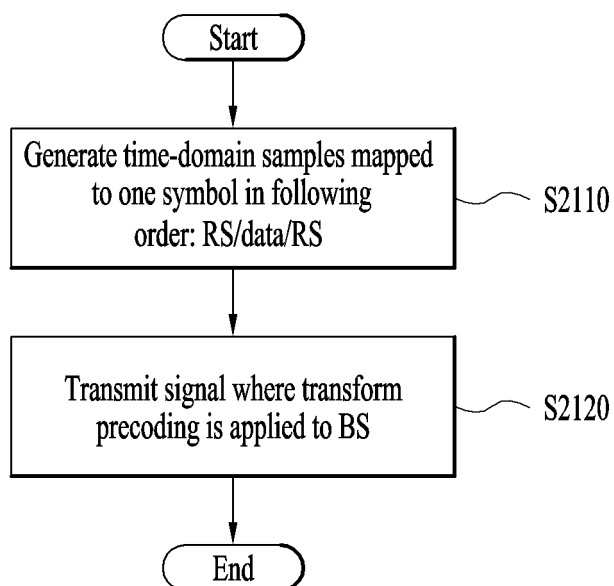 Start
Generate time-domain samples mapped
to one symbol in following
order: RS/data/RS
S2110
Transmit signal where transform
precoding is applied to BS
S2120
End